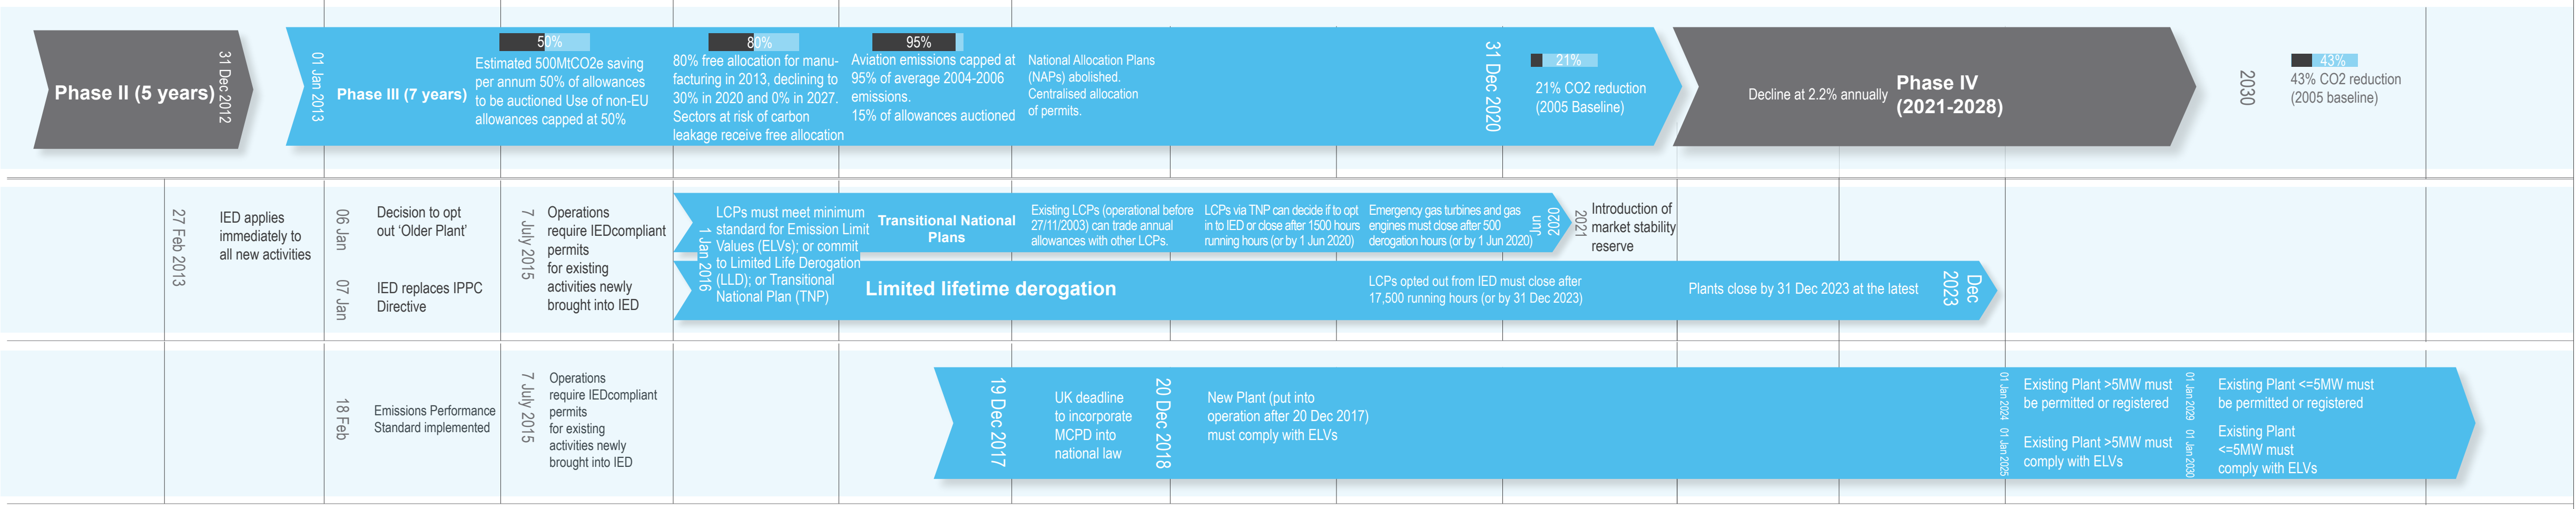 Phase II (5 years)
31 Dec 2012
01 Jan 2013
Phase III (7 years)
50%
Estimated 500MtCO2e saving
per annum 50% of allowances
to be auctioned Use of non-EU
allowances capped at 50%
80%
80% free allocation for manu-
facturing in 2013, declining to
30% in 2020 and 0% in 2027.
Sectors at risk of carbon
leakage receive free allocation
95%
Aviation emissions capped at
95% of average 2004-2006
emissions.
15% of allowances auctioned
National Allocation Plans
(NAPs) abolished.
Centralised allocation
of permits.
31 Dec 2020
21%
21% CO2 reduction
(2005 Baseline)
Decline at 2.2% annually
Phase IV
(2021-2028)
2030
43%
43% CO2 reduction
(2005 baseline)
27 Feb 2013
IED applies
immediately to
all new activities
06 Jan
Decision to opt
out ‘Older Plant’
07 Jan
IED replaces IPPC
Directive
7 July 2015
Operations
require IEDcompliant
permits
for existing
activities newly
brought into IED
1 Jan 2016
LCPs must meet minimum
standard for Emission Limit
Values (ELVs); or commit
to Limited Life Derogation
(LLD); or Transitional
National Plan (TNP)
Transitional National
Plans
Existing LCPs (operational before
27/11/2003) can trade annual
allowances with other LCPs.
LCPs via TNP can decide if to opt
in to IED or close after 1500 hours
running hours (or by 1 Jun 2020)
Emergency gas turbines and gas
engines must close after 500
derogation hours (or by 1 Jun 2020)
Jun
2020
2021
Introduction of
market stability
reserve
Limited lifetime derogation
LCPs opted out from IED must close after
17,500 running hours (or by 31 Dec 2023)
Plants close by 31 Dec 2023 at the latest
Dec
2023
18 Feb
Emissions Performance
Standard implemented
7 July 2015
Operations
require IEDcompliant
permits
for existing
activities newly
brought into IED
19 Dec 2017
UK deadline
to incorporate
MCPD into
national law
20 Dec 2018
New Plant (put into
operation after 20 Dec 2017)
must comply with ELVs
01 Jan 2024
Existing Plant >5MW must
be permitted or registered
01 Jan 2025
Existing Plant >5MW must
comply with ELVs
01 Jan 2029
Existing Plant <=5MW must
be permitted or registered
01 Jan 2030
Existing Plant
<=5MW must
comply with ELVs